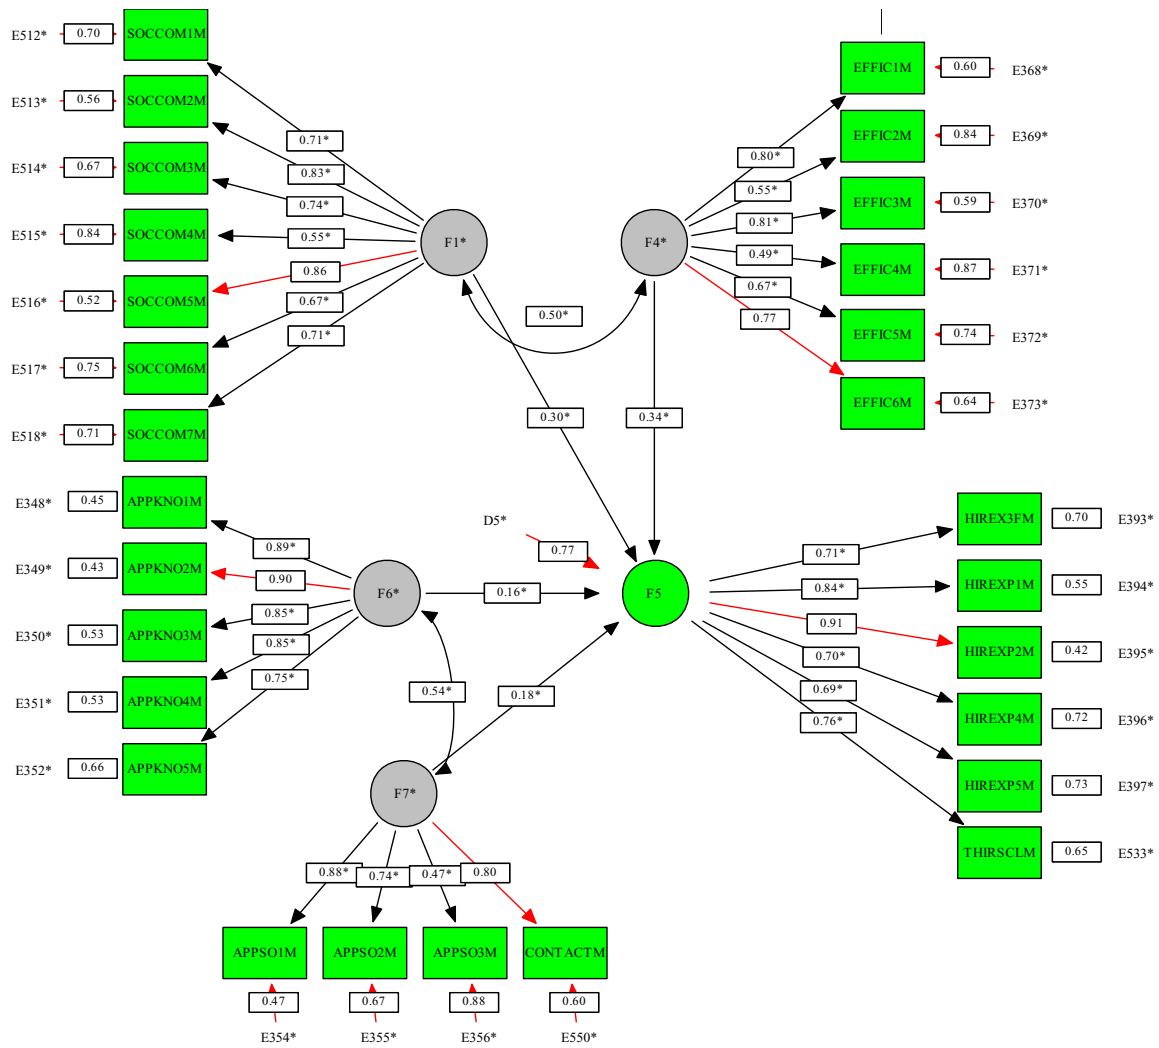 E512* 0.70 SOCCOM1M
E513* 0.56 SOCCOM2M
E514* 0.67 SOCCOM3M
E515* 0.84 SOCCOM4M
E516* 0.52 SOCCOM5M
E517* 0.75 SOCCOM6M
E518* 0.71 SOCCOM7M
0.71*
0.83*
0.74*
0.55*
0.86
0.67*
0.71*
F1*
F4*
0.50*
0.80*
0.55*
0.81*
0.49*
0.67*
0.77
EFFIC1M 0.60 E368*
EFFIC2M 0.84 E369*
EFFIC3M 0.59 E370*
EFFIC4M 0.87 E371*
EFFIC5M 0.74 E372*
EFFIC6M 0.64 E373*
0.30*
0.34*
E348* 0.45 APPKNO1M
E349* 0.43 APPKNO2M
E350* 0.53 APPKNO3M
E351* 0.53 APPKNO4M
E352* 0.66 APPKNO5M
0.89*
0.90
0.85*
0.85*
0.75*
F6*
0.16*
D5*
0.77
F5
0.54*
0.18*
0.71*
0.84*
0.91
0.70*
0.69*
0.76*
HIREX3FM 0.70 E393*
HIREXP1M 0.55 E394*
HIREXP2M 0.42 E395*
HIREXP4M 0.72 E396*
HIREXP5M 0.73 E397*
THIRSCLM 0.65 E533*
F7*
0.88* 0.74* 0.47* 0.80
APPSO1M APPSO2M APPSO3M CONTACTM
0.47 0.67 0.88 0.60
E354* E355* E356* E550*